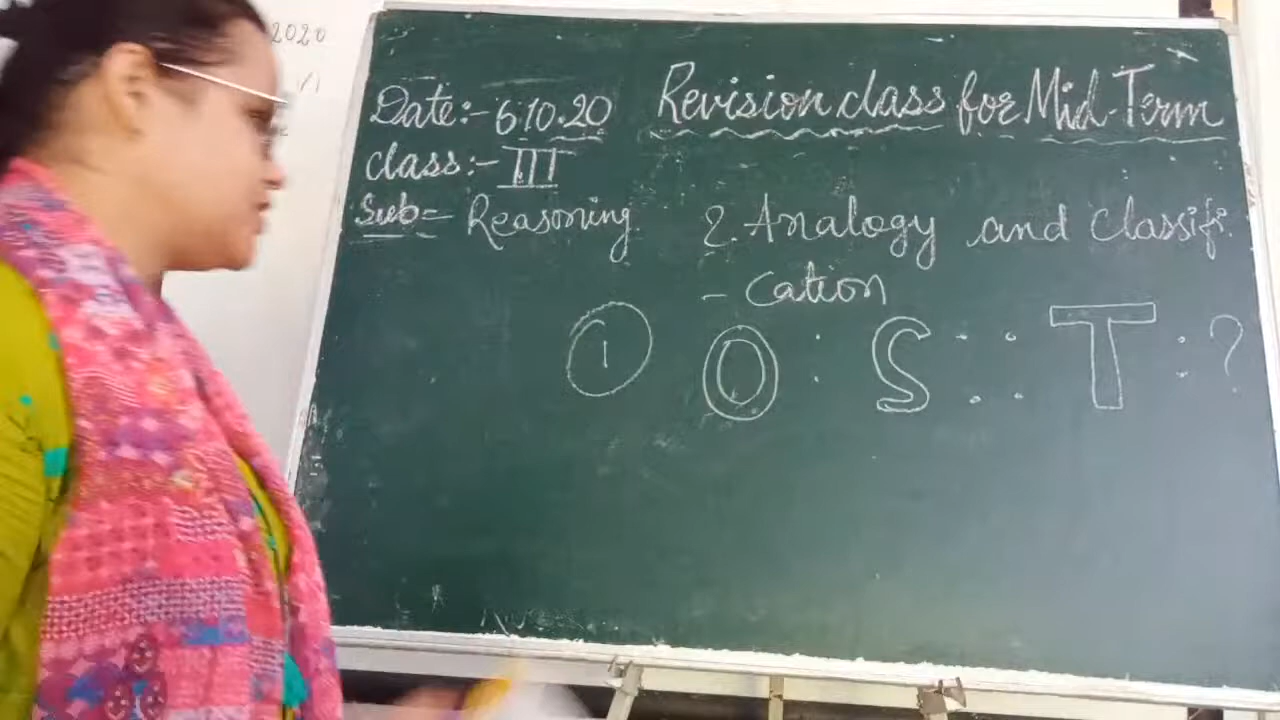 2020
Date:- 6.10.20
Revision class for Mid-Term
class:- III
Sub:- Reasoning
2. Analogy and Classifi
- cation
1 O : S :: T : ?